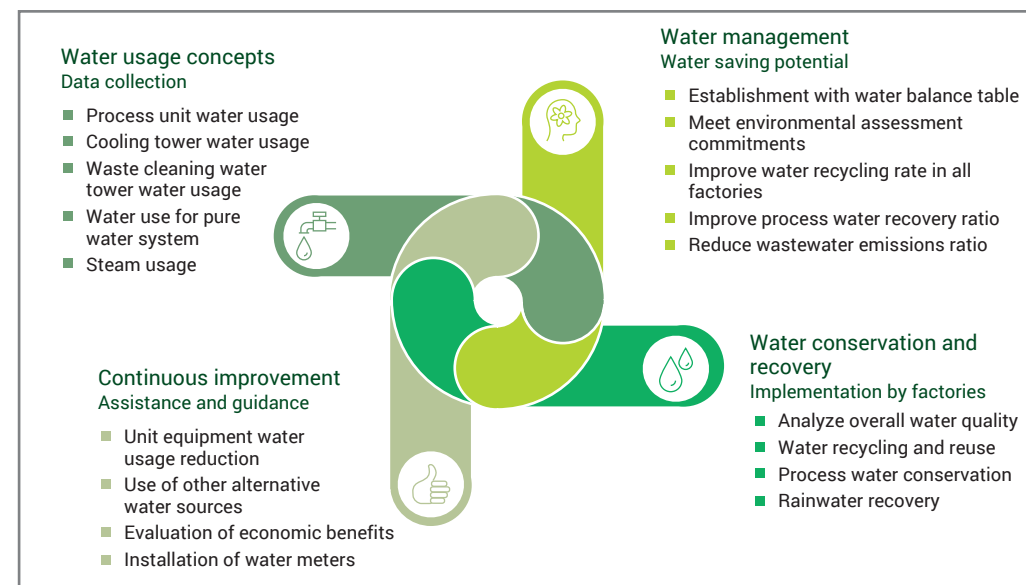 Water usage concepts
Data collection
Process unit water usage
Cooling tower water usage
Waste cleaning water
tower water usage
Water use for pure
water system
Steam usage
Water management
Water saving potential
Establishment with water balance table
Meet environmental assessment
commitments
Improve water recycling rate in all
factories
Improve process water recovery ratio
Reduce wastewater emissions ratio
Continuous improvement
Assistance and guidance
Unit equipment water
usage reduction
Use of other alternative
water sources
Evaluation of economic benefits
Installation of water meters
Water conservation and
recovery
Implementation by factories
Analyze overall water quality
Water recycling and reuse
Process water conservation
Rainwater recovery